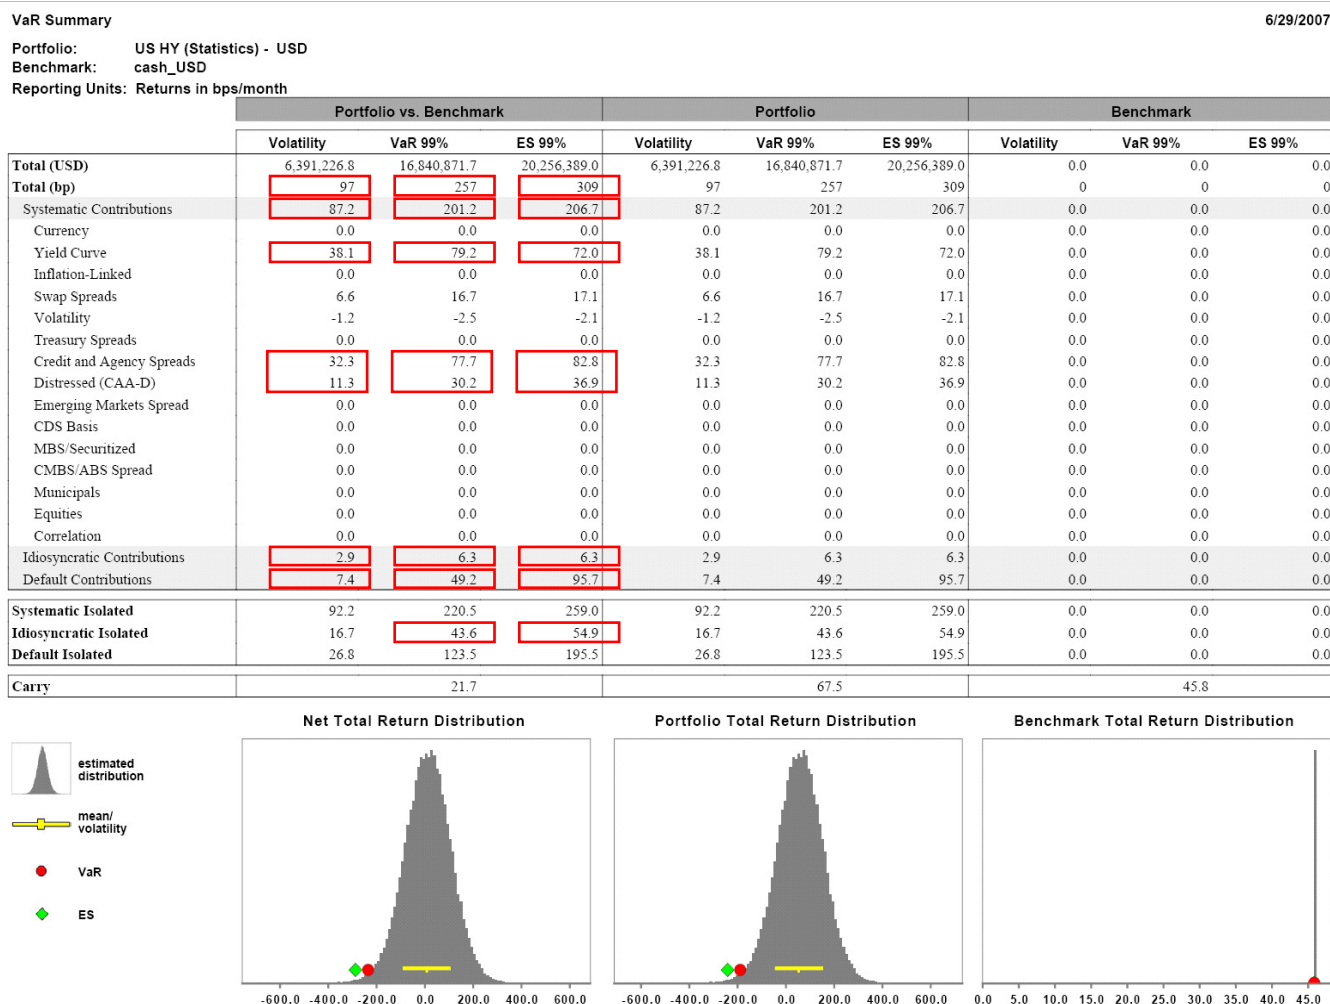 VaR Summary 6/29/2007
Portfolio: US HY (Statistics) - USD
Benchmark: cash_USD
Reporting Units: Returns in bps/month
Portfolio vs. Benchmark Portfolio Benchmark
Volatility VaR 99% ES 99% Volatility VaR 99% ES 99% Volatility VaR 99% ES 99%
Total (USD) 6,391,226.8 16,840,871.7 20,256,389.0 6,391,226.8 16,840,871.7 20,256,389.0 0.0 0.0 0.0
Total (bp) 97 257 309 97 257 309 0 0 0
Systematic Contributions 87.2 201.2 206.7 87.2 201.2 206.7 0.0 0.0 0.0
Currency 0.0 0.0 0.0 0.0 0.0 0.0 0.0 0.0 0.0
Yield Curve 38.1 79.2 72.0 38.1 79.2 72.0 0.0 0.0 0.0
Inflation-Linked 0.0 0.0 0.0 0.0 0.0 0.0 0.0 0.0 0.0
Swap Spreads 6.6 16.7 17.1 6.6 16.7 17.1 0.0 0.0 0.0
Volatility -1.2 -2.5 -2.1 -1.2 -2.5 -2.1 0.0 0.0 0.0
Treasury Spreads 0.0 0.0 0.0 0.0 0.0 0.0 0.0 0.0 0.0
Credit and Agency Spreads 32.3 77.7 82.8 32.3 77.7 82.8 0.0 0.0 0.0
Distressed (CAA-D) 11.3 30.2 36.9 11.3 30.2 36.9 0.0 0.0 0.0
Emerging Markets Spread 0.0 0.0 0.0 0.0 0.0 0.0 0.0 0.0 0.0
CDS Basis 0.0 0.0 0.0 0.0 0.0 0.0 0.0 0.0 0.0
MBS/Securitized 0.0 0.0 0.0 0.0 0.0 0.0 0.0 0.0 0.0
CMBS/ABS Spread 0.0 0.0 0.0 0.0 0.0 0.0 0.0 0.0 0.0
Municipals 0.0 0.0 0.0 0.0 0.0 0.0 0.0 0.0 0.0
Equities 0.0 0.0 0.0 0.0 0.0 0.0 0.0 0.0 0.0
Correlation 0.0 0.0 0.0 0.0 0.0 0.0 0.0 0.0 0.0
Idiosyncratic Contributions 2.9 6.3 6.3 2.9 6.3 6.3 0.0 0.0 0.0
Default Contributions 7.4 49.2 95.7 7.4 49.2 95.7 0.0 0.0 0.0
Systematic Isolated 92.2 220.5 259.0 92.2 220.5 259.0 0.0 0.0 0.0
Idiosyncratic Isolated 16.7 43.6 54.9 16.7 43.6 54.9 0.0 0.0 0.0
Default Isolated 26.8 123.5 195.5 26.8 123.5 195.5 0.0 0.0 0.0
Carry 21.7 67.5 45.8
Net Total Return Distribution Portfolio Total Return Distribution Benchmark Total Return Distribution
estimated
distribution
mean/
volatility
VaR
ES
-600.0 -400.0 -200.0 0.0 200.0 400.0 600.0 -600.0 -400.0 -200.0 0.0 200.0 400.0 600.0 0.0 5.0 10.0 15.0 20.0 25.0 30.0 35.0 40.0 45.0